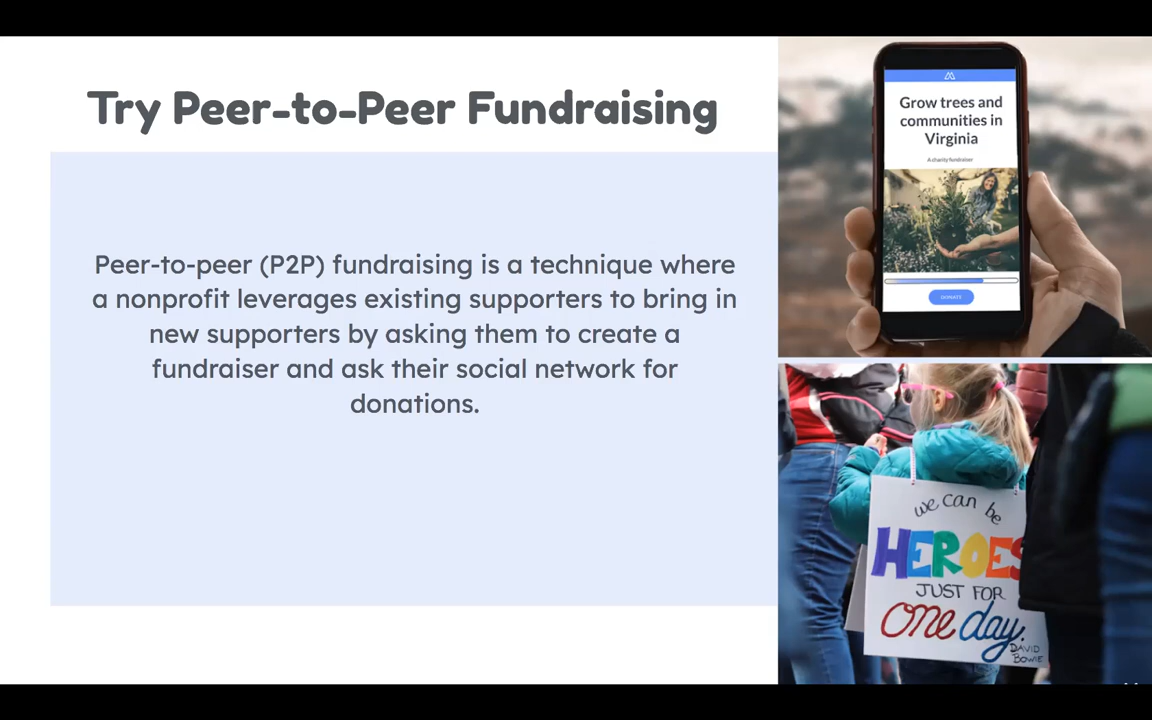 Try Peer-to-Peer Fundraising
Peer-to-peer (P2P) fundraising is a technique where
a nonprofit leverages existing supporters to bring in
new supporters by asking them to create a
fundraiser and ask their social network for
donations.
Grow trees and
communities in
Virginia
A charity fundraiser
DONATE
we can be
HEROES
JUST FOR
one day.
DAVID
BOWIE